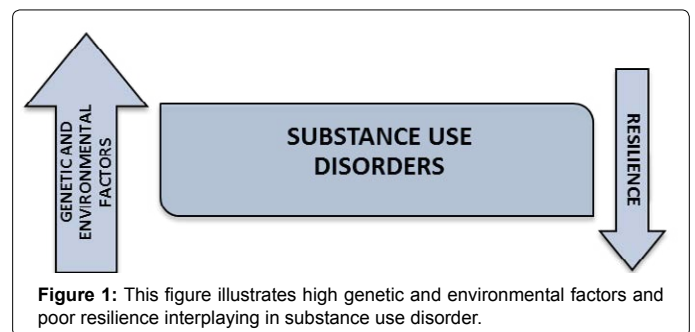 GENETIC AND
ENVIRONMENTAL
FACTORS
SUBSTANCE USE
DISORDERS
RESILIENCE
Figure 1: This figure illustrates high genetic and environmental factors and
poor resilience interplaying in substance use disorder.